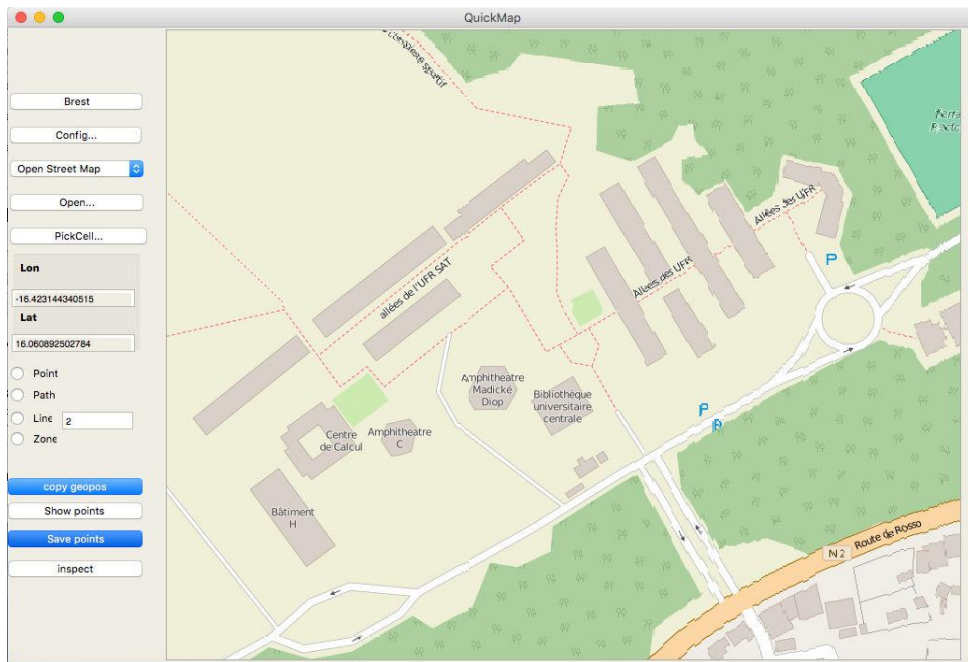 QuickMap
Brest
Config...
Open Street Map
Open...
PickCell...
Lon
-16.423144340515
Lat
16.060892502784
Point
Path
Line
2
Zone
copy geopos
Show points
Save points
inspect
complexe sportif
allées de l'UFR SAT
Allées des UFR
Allées des UFR
P
Amphitheatre
Madické
Diop
Bibliothèque
universitaire
centrale
P
P
Centre
de Calcul
Amphitheatre
C
Bâtiment
H
N 2
Route de Rosso